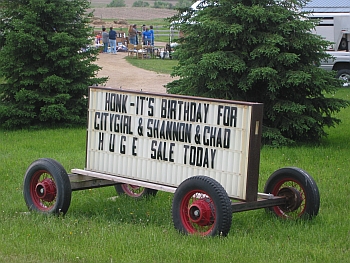 HONK-IT'S BIRTHDAY FOR
CITYGIRL & SHANNON & CHAD
HUGE SALE TODAY